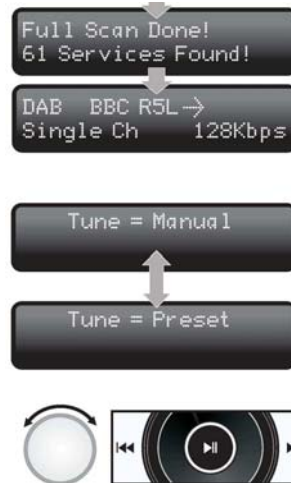 Full Scan Done!
61 Services Found!
DAB BBC R5L->
Single Ch 128Kbps
Tune = Manual
Tune = Preset